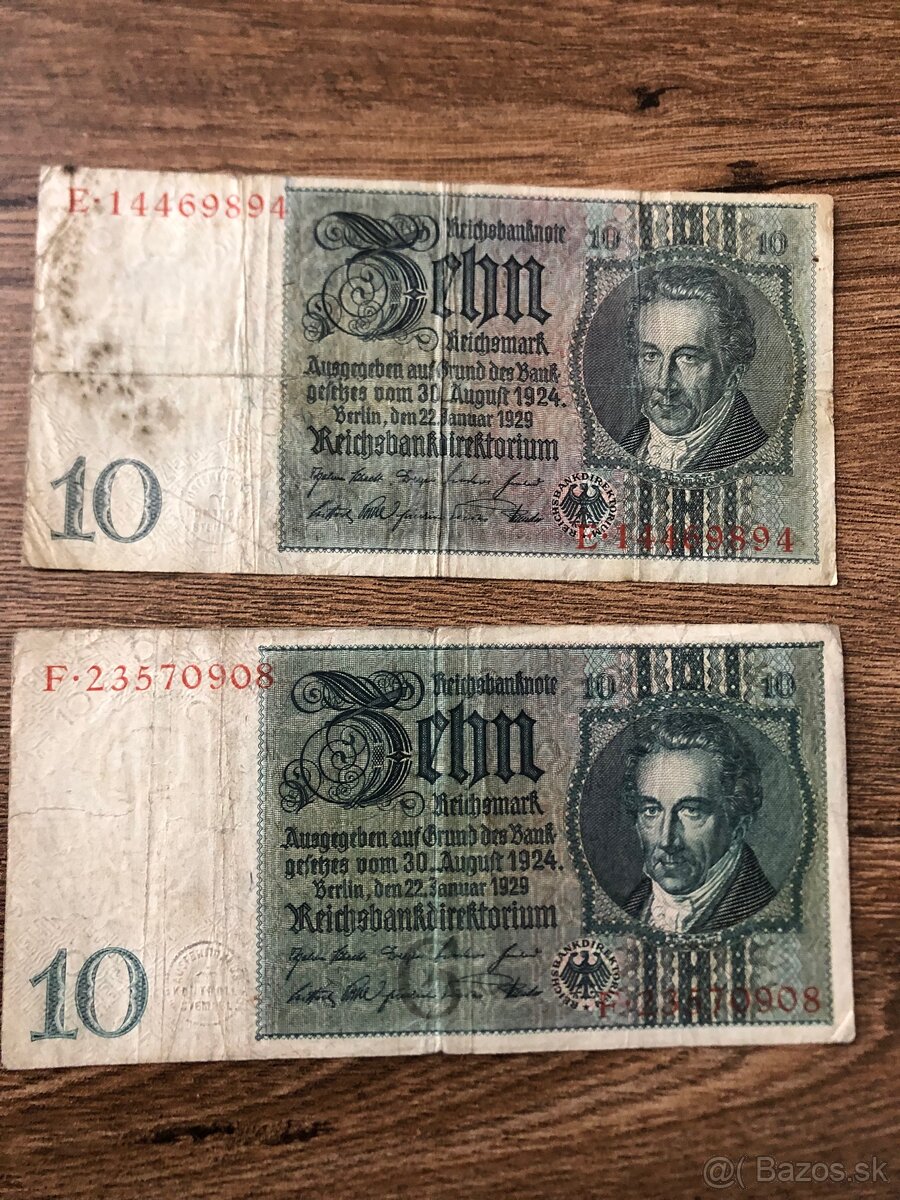 E·14469894
Reichsbanknote
10 10
Zehn
Reichsmark
Ausgegeben auf Grund des Bank-
gesetzes vom 30. August 1924.
Berlin, den 22. Januar 1929
Reichsbankdirektorium
10
REICHSBANKDIREKTORIUM
E·14469894
F·23570908
Reichsbanknote
10 10
Zehn
Reichsmark
Ausgegeben auf Grund des Bank-
gesetzes vom 30. August 1924.
Berlin, den 22. Januar 1929
Reichsbankdirektorium
G
10
REICHSBANKDIREKTORIUM
F·23570908
@( Bazos.sk